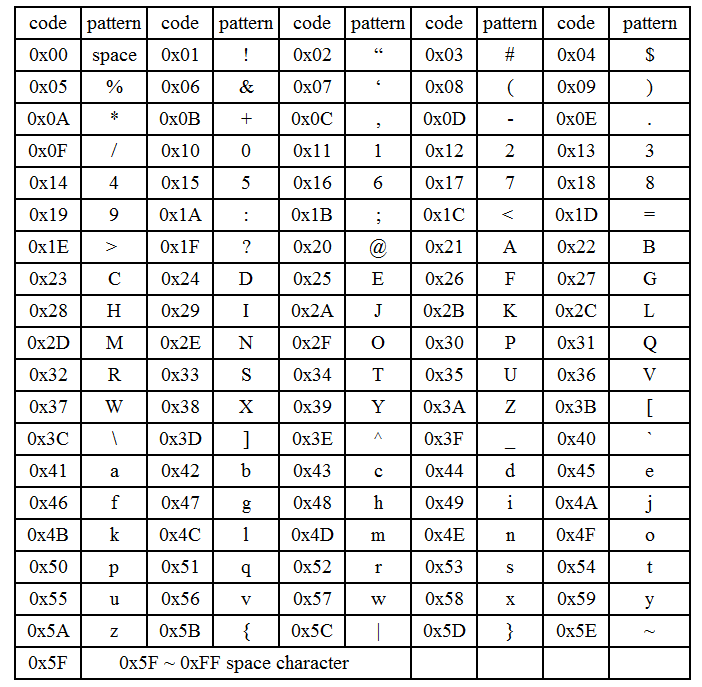 code pattern code pattern code pattern code pattern code pattern
0x00 space 0x01 ! 0x02 “ 0x03 # 0x04 $
0x05 % 0x06 & 0x07 ‘ 0x08 ( 0x09 )
0x0A * 0x0B + 0x0C , 0x0D - 0x0E .
0x0F / 0x10 0 0x11 1 0x12 2 0x13 3
0x14 4 0x15 5 0x16 6 0x17 7 0x18 8
0x19 9 0x1A : 0x1B ; 0x1C < 0x1D =
0x1E > 0x1F ? 0x20 @ 0x21 A 0x22 B
0x23 C 0x24 D 0x25 E 0x26 F 0x27 G
0x28 H 0x29 I 0x2A J 0x2B K 0x2C L
0x2D M 0x2E N 0x2F O 0x30 P 0x31 Q
0x32 R 0x33 S 0x34 T 0x35 U 0x36 V
0x37 W 0x38 X 0x39 Y 0x3A Z 0x3B [
0x3C \ 0x3D ] 0x3E ^ 0x3F _ 0x40 `
0x41 a 0x42 b 0x43 c 0x44 d 0x45 e
0x46 f 0x47 g 0x48 h 0x49 i 0x4A j
0x4B k 0x4C l 0x4D m 0x4E n 0x4F o
0x50 p 0x51 q 0x52 r 0x53 s 0x54 t
0x55 u 0x56 v 0x57 w 0x58 x 0x59 y
0x5A z 0x5B { 0x5C | 0x5D } 0x5E ~
0x5F 0x5F ~ 0xFF space character